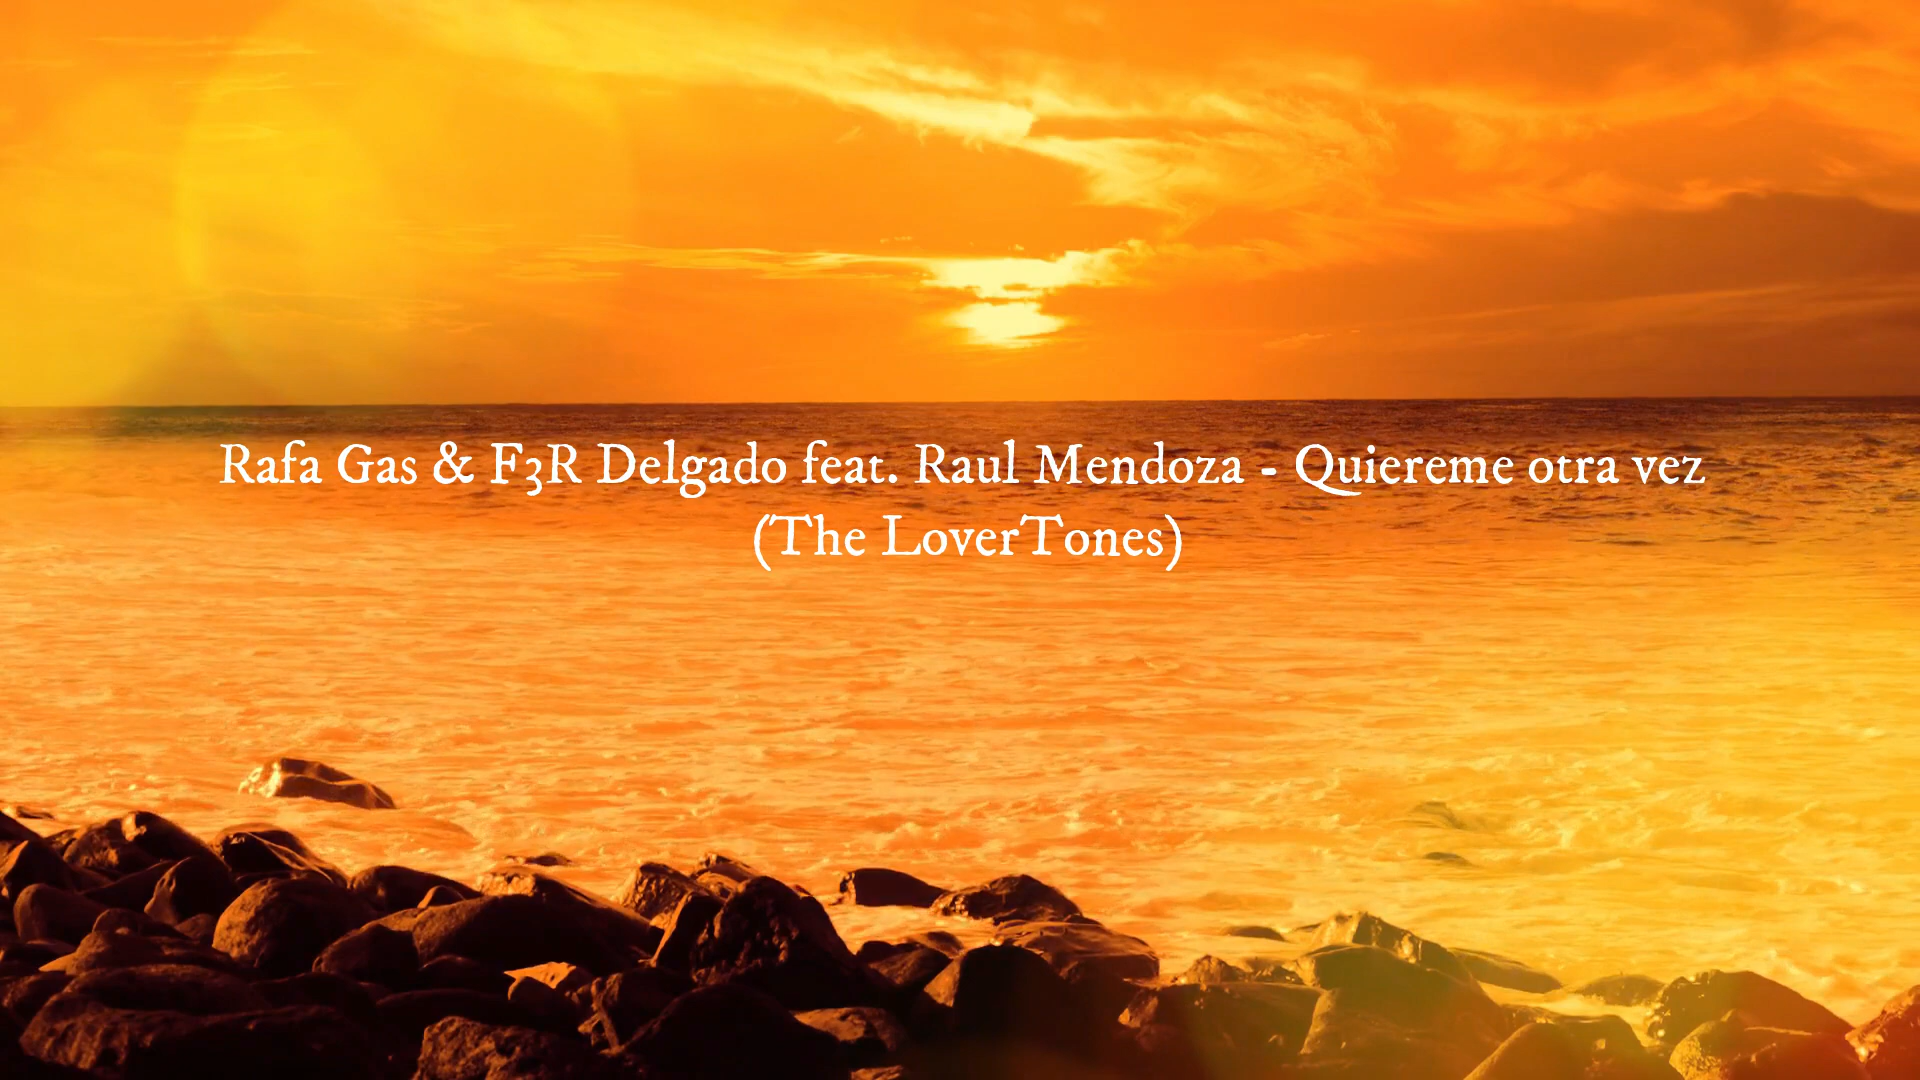 Rafa Gas & F3R Delgado feat. Raul Mendoza - Quiereme otra vez
(The LoverTones)